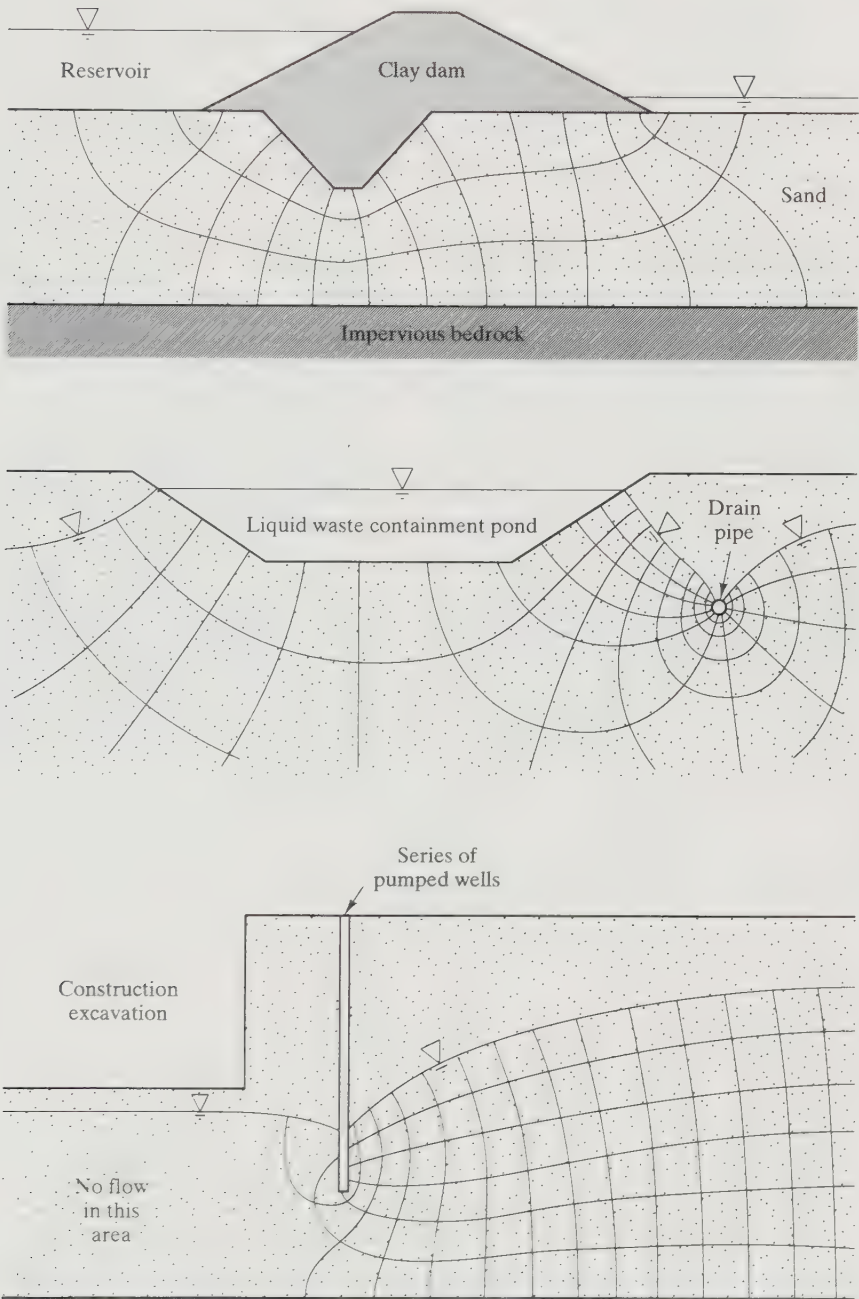 Reservoir
Clay dam
Sand
Impervious bedrock
Liquid waste containment pond
Drain
pipe
Series of
pumped wells
Construction
excavation
No flow
in this
area